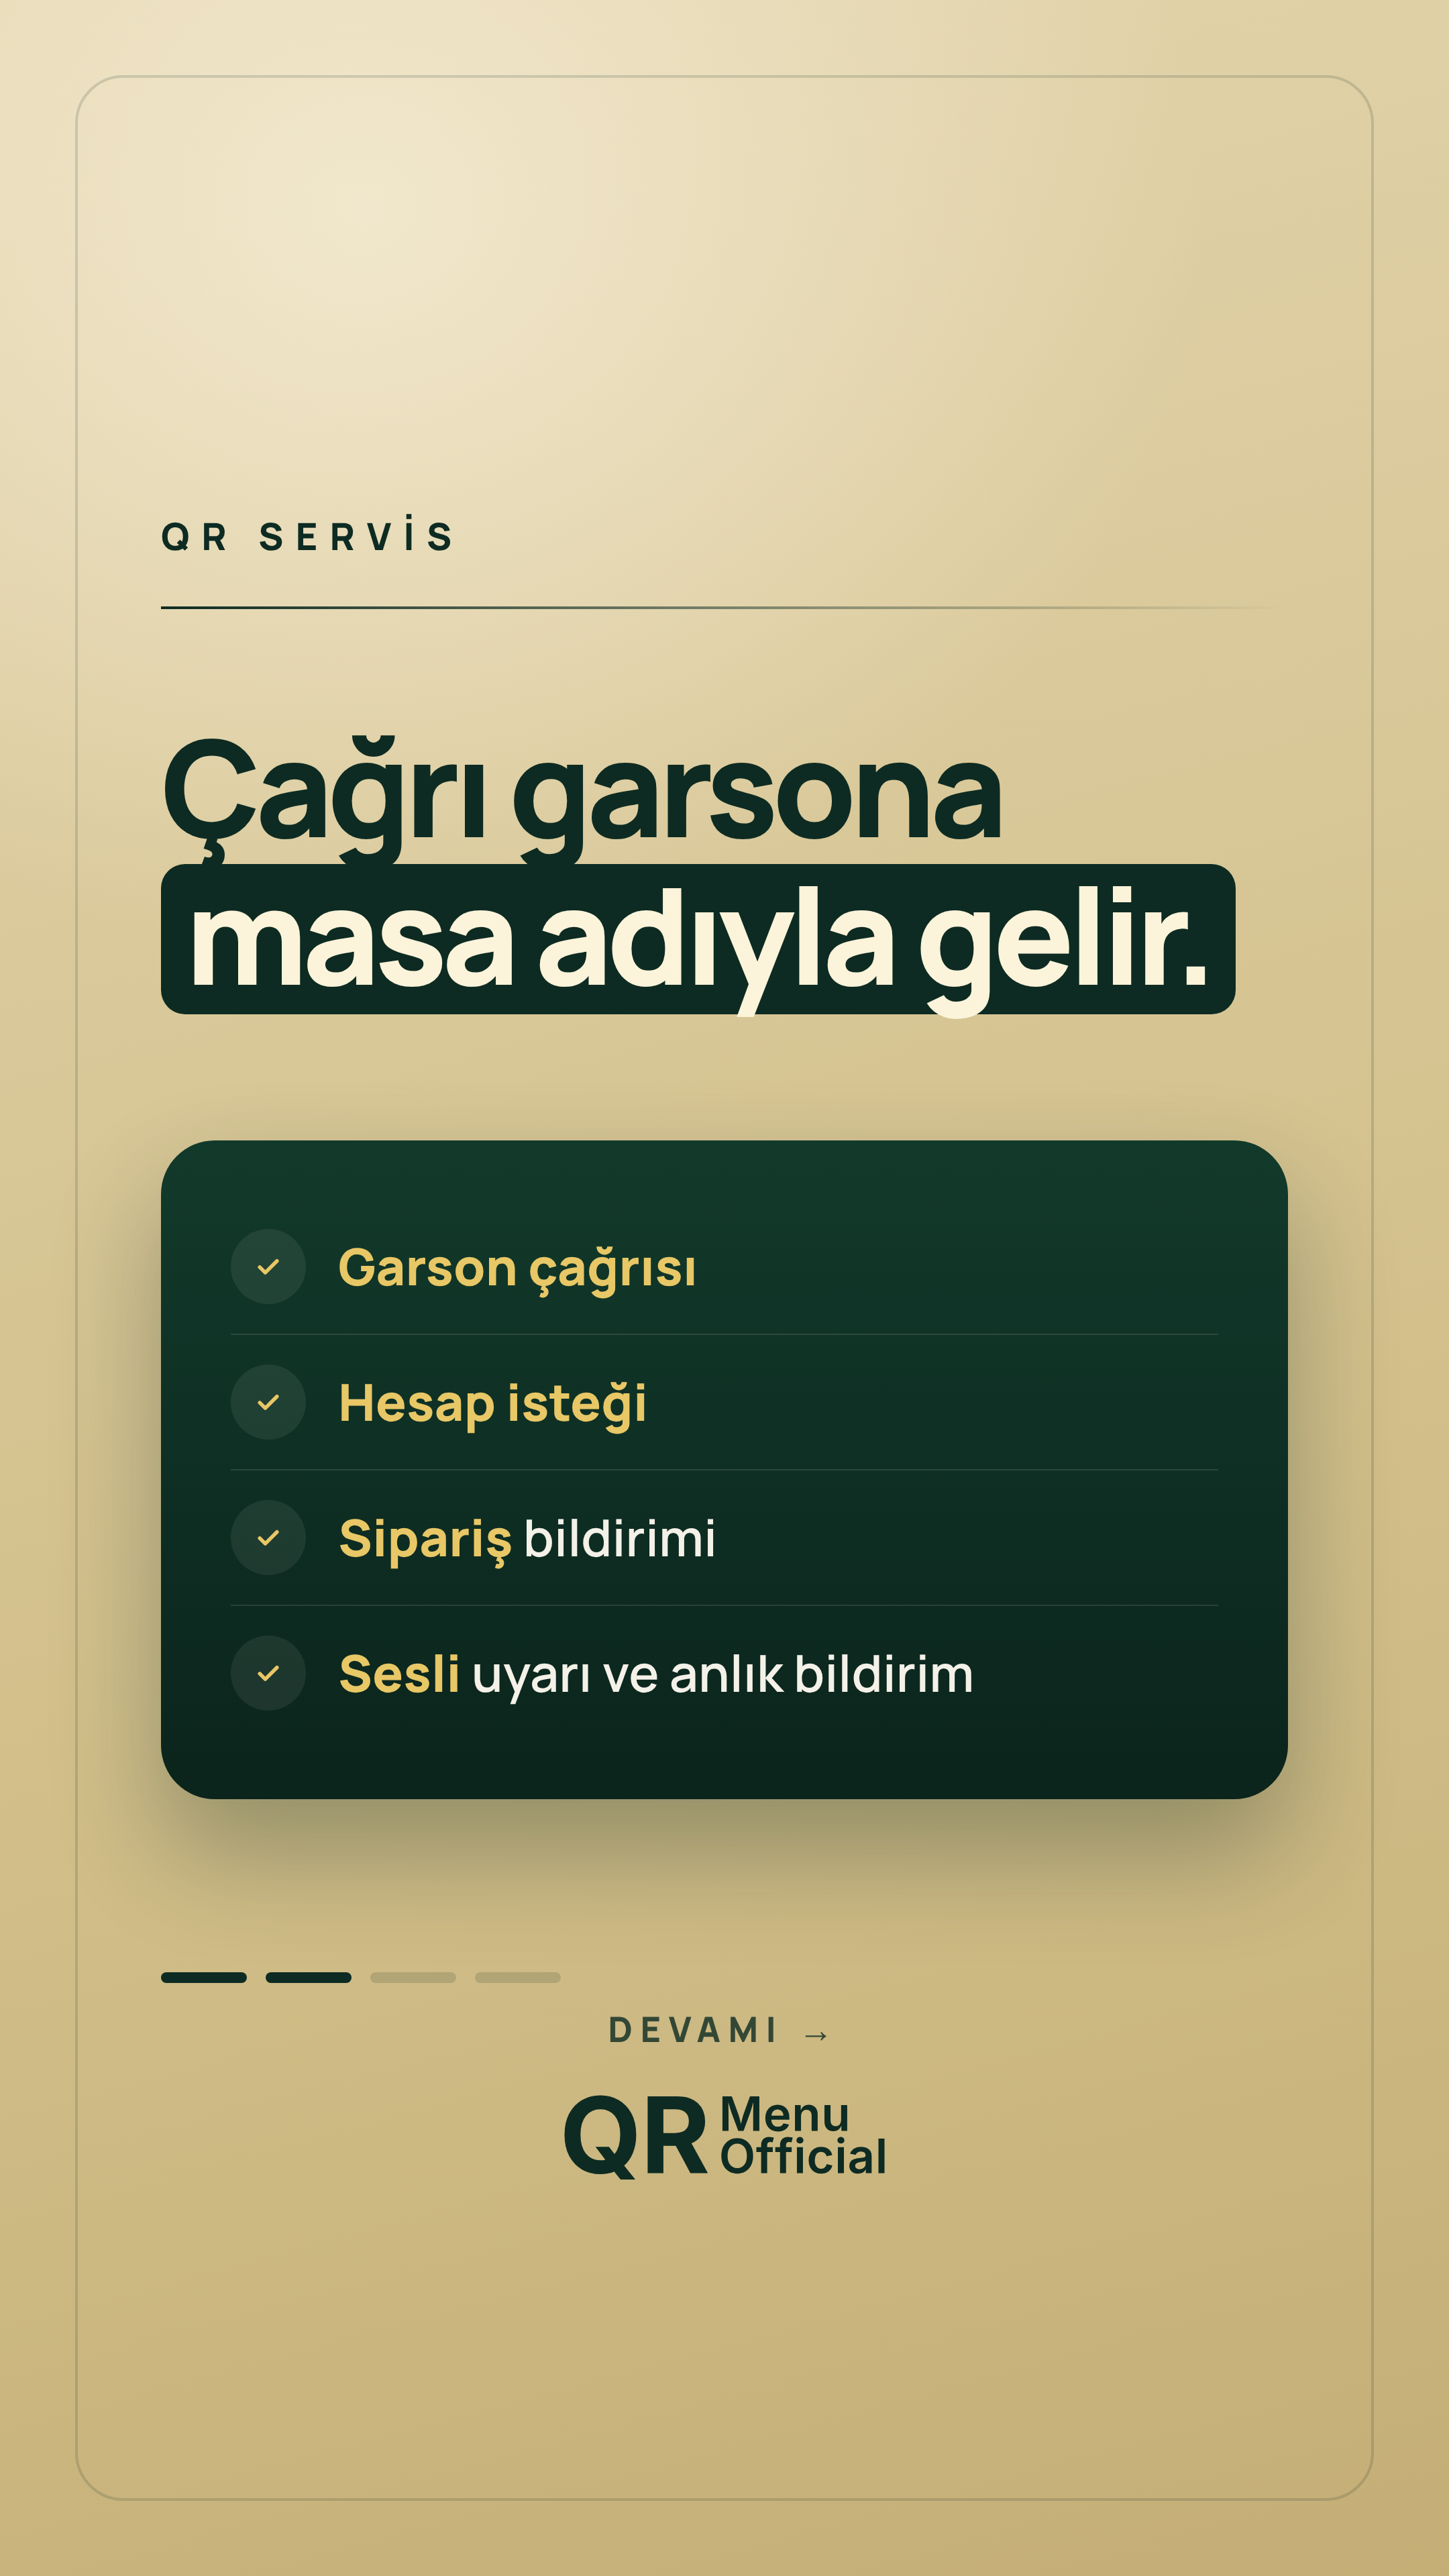 QR SERVİS
Çağrı garsona
masa adıyla gelir.
Garson çağrısı
Hesap isteği
Sipariş bildirimi
Sesli uyarı ve anlık bildirim
DEVAMI →
QR Menu
Official